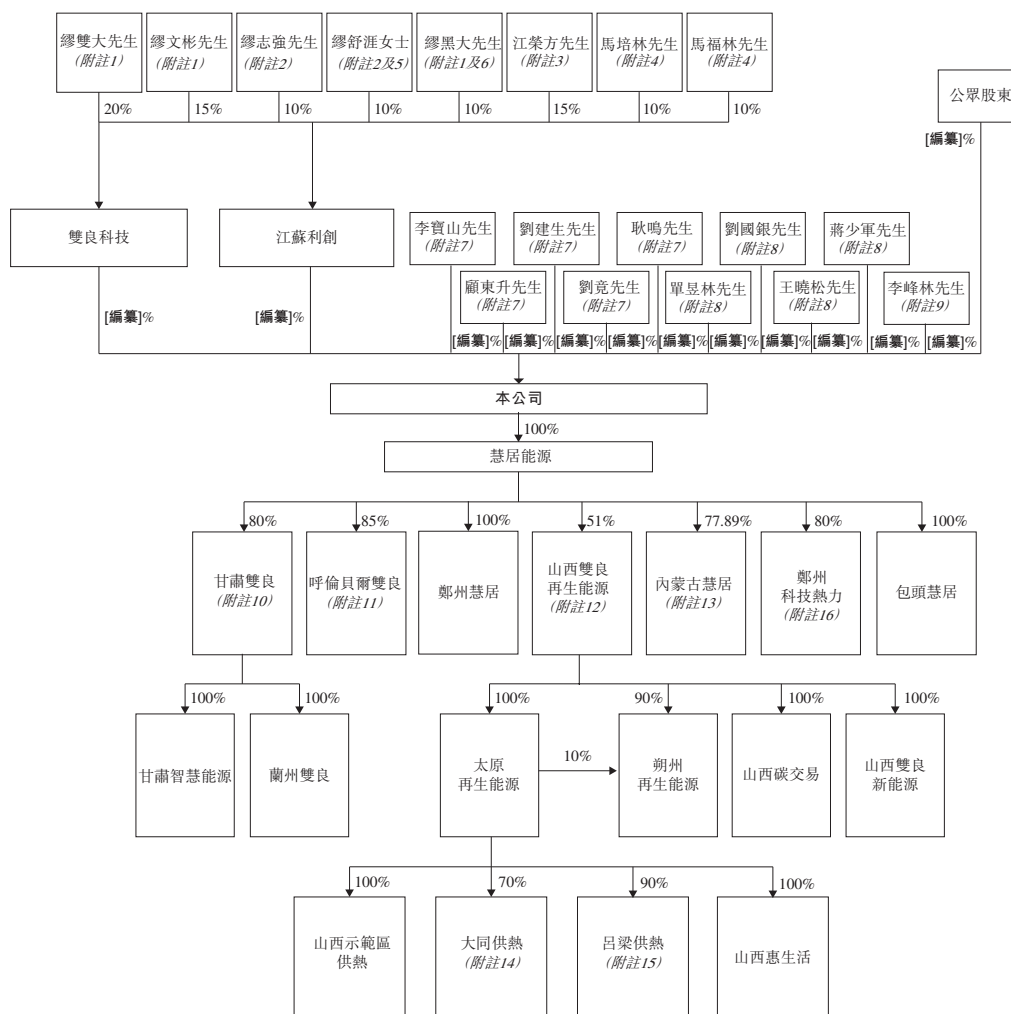 繆雙大先生
(附註1)
繆文彬先生
(附註1)
繆志強先生
(附註2)
繆舒涯女士
(附註2及5)
繆黑大先生
(附註1及6)
江榮方先生
(附註3)
馬培林先生
(附註4)
馬福林先生
(附註4)
公眾股東
20%
15%
10%
10%
10%
15%
10%
10%
[編纂]%
雙良科技
江蘇利創
李寶山先生
(附註7)
劉建生先生
(附註7)
耿鳴先生
(附註7)
劉國銀先生
(附註8)
蔣少軍先生
(附註8)
顧東升先生
(附註7)
劉竟先生
(附註7)
單昱林先生
(附註8)
王曉松先生
(附註8)
李峰林先生
(附註9)
[編纂]%
[編纂]%
[編纂]%
[編纂]%
[編纂]%
[編纂]%
[編纂]%
[編纂]%
[編纂]%
[編纂]%
[編纂]%
[編纂]%
本公司
100%
慧居能源
80%
85%
100%
51%
77.89%
80%
100%
甘肅雙良
(附註10)
呼倫貝爾雙良
(附註11)
鄭州慧居
山西雙良
再生能源
(附註12)
內蒙古慧居
(附註13)
鄭州
科技熱力
(附註16)
包頭慧居
100%
100%
100%
90%
100%
100%
甘肅智慧能源
蘭州雙良
太原
再生能源
10%
朔州
再生能源
山西碳交易
山西雙良
新能源
100%
70%
90%
100%
山西示範區
供熱
大同供熱
(附註14)
呂梁供熱
(附註15)
山西惠生活